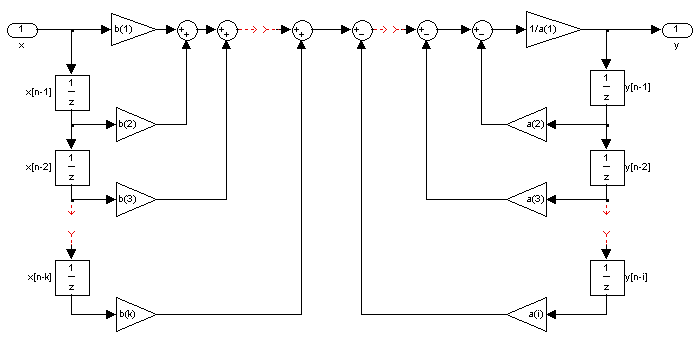 1 b(1) + + + + + + + - + - + - 1/a(1) 1
x y
x[n-1] 1 z 1 z y[n-1]
b(2) a(2)
x[n-2] 1 z 1 z y[n-2]
b(3) a(3)
x[n-k] 1 z 1 z y[n-i]
b(k) a(i)